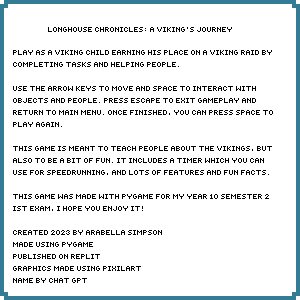 LONGHOUSE CHRONICLES: A VIKING'S JOURNEY
PLAY AS A VIKING CHILD EARNING HIS PLACE ON A VIKING RAID BY
COMPLETING TASKS AND HELPING PEOPLE.
USE THE ARROW KEYS TO MOVE AND SPACE TO INTERACT WITH
OBJECTS AND PEOPLE. PRESS ESCAPE TO EXIT GAMEPLAY AND
RETURN TO MAIN MENU. ONCE FINISHED, YOU CAN PRESS SPACE TO
PLAY AGAIN.
THIS GAME IS MEANT TO TEACH PEOPLE ABOUT THE VIKINGS, BUT
ALSO TO BE A BIT OF FUN. IT INCLUDES A TIMER WHICH YOU CAN
USE FOR SPEEDRUNNING, AND LOTS OF FEATURES AND FUN FACTS.
THIS GAME WAS MADE WITH PYGAME FOR MY YEAR 10 SEMESTER 2
IST EXAM, I HOPE YOU ENJOY IT!
CREATED 2023 BY ARABELLA SIMPSON
MADE USING PYGAME
PUBLISHED ON REPLIT
GRAPHICS MADE USING PIXILART
NAME BY CHAT GPT